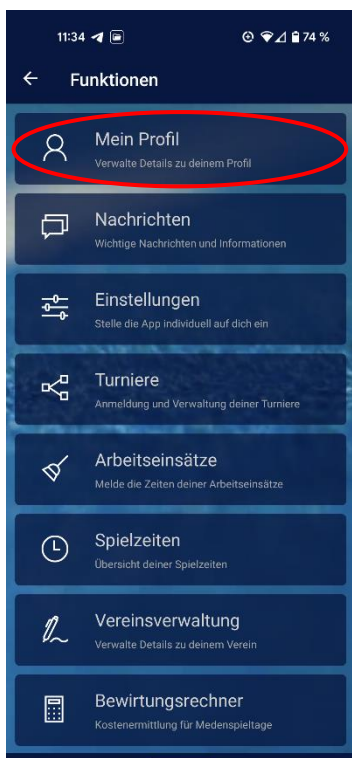 11:34 74 %
Funktionen
Mein Profil
Verwalte Details zu deinem Profil
Nachrichten
Wichtige Nachrichten und Informationen
Einstellungen
Stelle die App individuell auf dich ein
Turniere
Anmeldung und Verwaltung deiner Turniere
Arbeitseinsätze
Melde die Zeiten deiner Arbeitseinsätze
Spielzeiten
Übersicht deiner Spielzeiten
Vereinsverwaltung
Verwalte Details zu deinem Verein
Bewirtungsrechner
Kostenermittlung für Medenspieltage